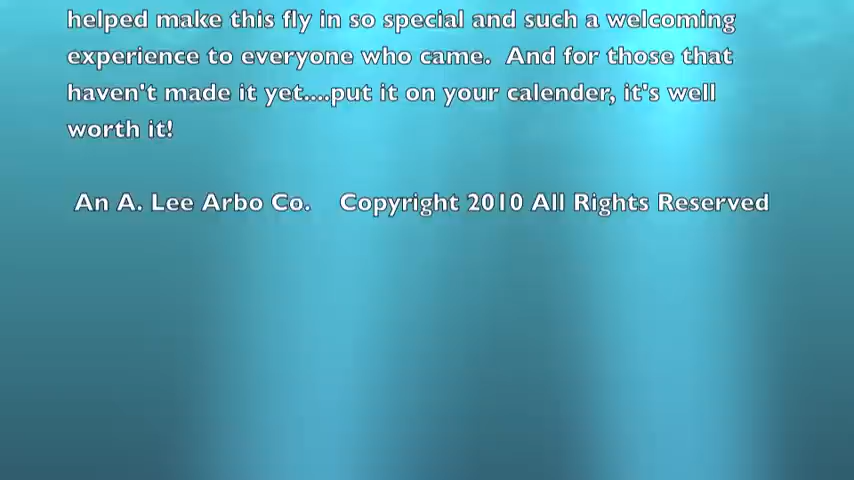 helped make this fly in so special and such a welcoming
experience to everyone who came.  And for those that
haven't made it yet....put it on your calender, it's well
worth it!
An A. Lee Arbo Co.    Copyright 2010 All Rights Reserved